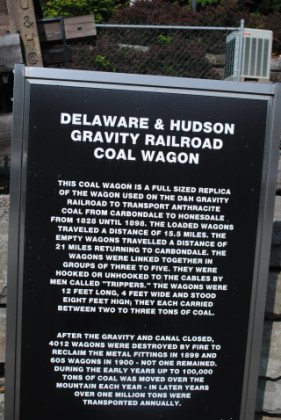 DELAWARE & HUDSON
GRAVITY RAILROAD
COAL WAGON
THIS COAL WAGON IS A FULL SIZED REPLICA
OF THE WAGON USED ON THE D&H GRAVITY
RAILROAD TO TRANSPORT ANTHRACITE
COAL FROM CARBONDALE TO HONESDALE
FROM 1828 UNTIL 1898. THE LOADED WAGONS
TRAVELED A DISTANCE OF 15.5 MILES. THE
EMPTY WAGONS TRAVELLED A DISTANCE OF
21 MILES RETURNING TO CARBONDALE. THE
WAGONS WERE LINKED TOGETHER IN
GROUPS OF THREE TO FIVE. THEY WERE
HOOKED OR UNHOOKED TO THE CABLES BY
MEN CALLED "TRIPPERS." THE WAGONS WERE
12 FEET LONG, 4 FEET WIDE AND STOOD
EIGHT FEET HIGH; THEY EACH CARRIED
BETWEEN TWO TO THREE TONS OF COAL.
AFTER THE GRAVITY AND CANAL CLOSED,
4012 WAGONS WERE DESTROYED BY FIRE TO
RECLAIM THE METAL FITTINGS IN 1899 AND
605 WAGONS IN 1900 - NOT ONE REMAINED.
DURING THE EARLY YEARS UP TO 100,000
TONS OF COAL WAS MOVED OVER THE
MOUNTAIN EACH YEAR - IN LATER YEARS
OVER ONE MILLION TONS WERE
TRANSPORTED ANNUALLY.